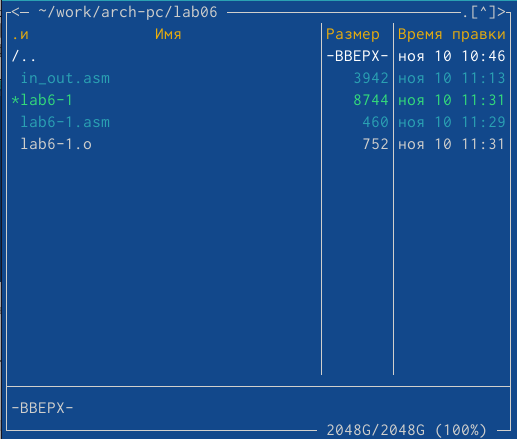 <— ~/work/arch-pc/lab06 .[^]>
.и Имя Размер Время правки
/.. -ВВЕРХ- ноя 10 10:46
in_out.asm 3942 ноя 10 11:13
*lab6-1 8744 ноя 10 11:31
lab6-1.asm 460 ноя 10 11:29
lab6-1.o 752 ноя 10 11:31
-ВВЕРХ-
2048G/2048G (100%)